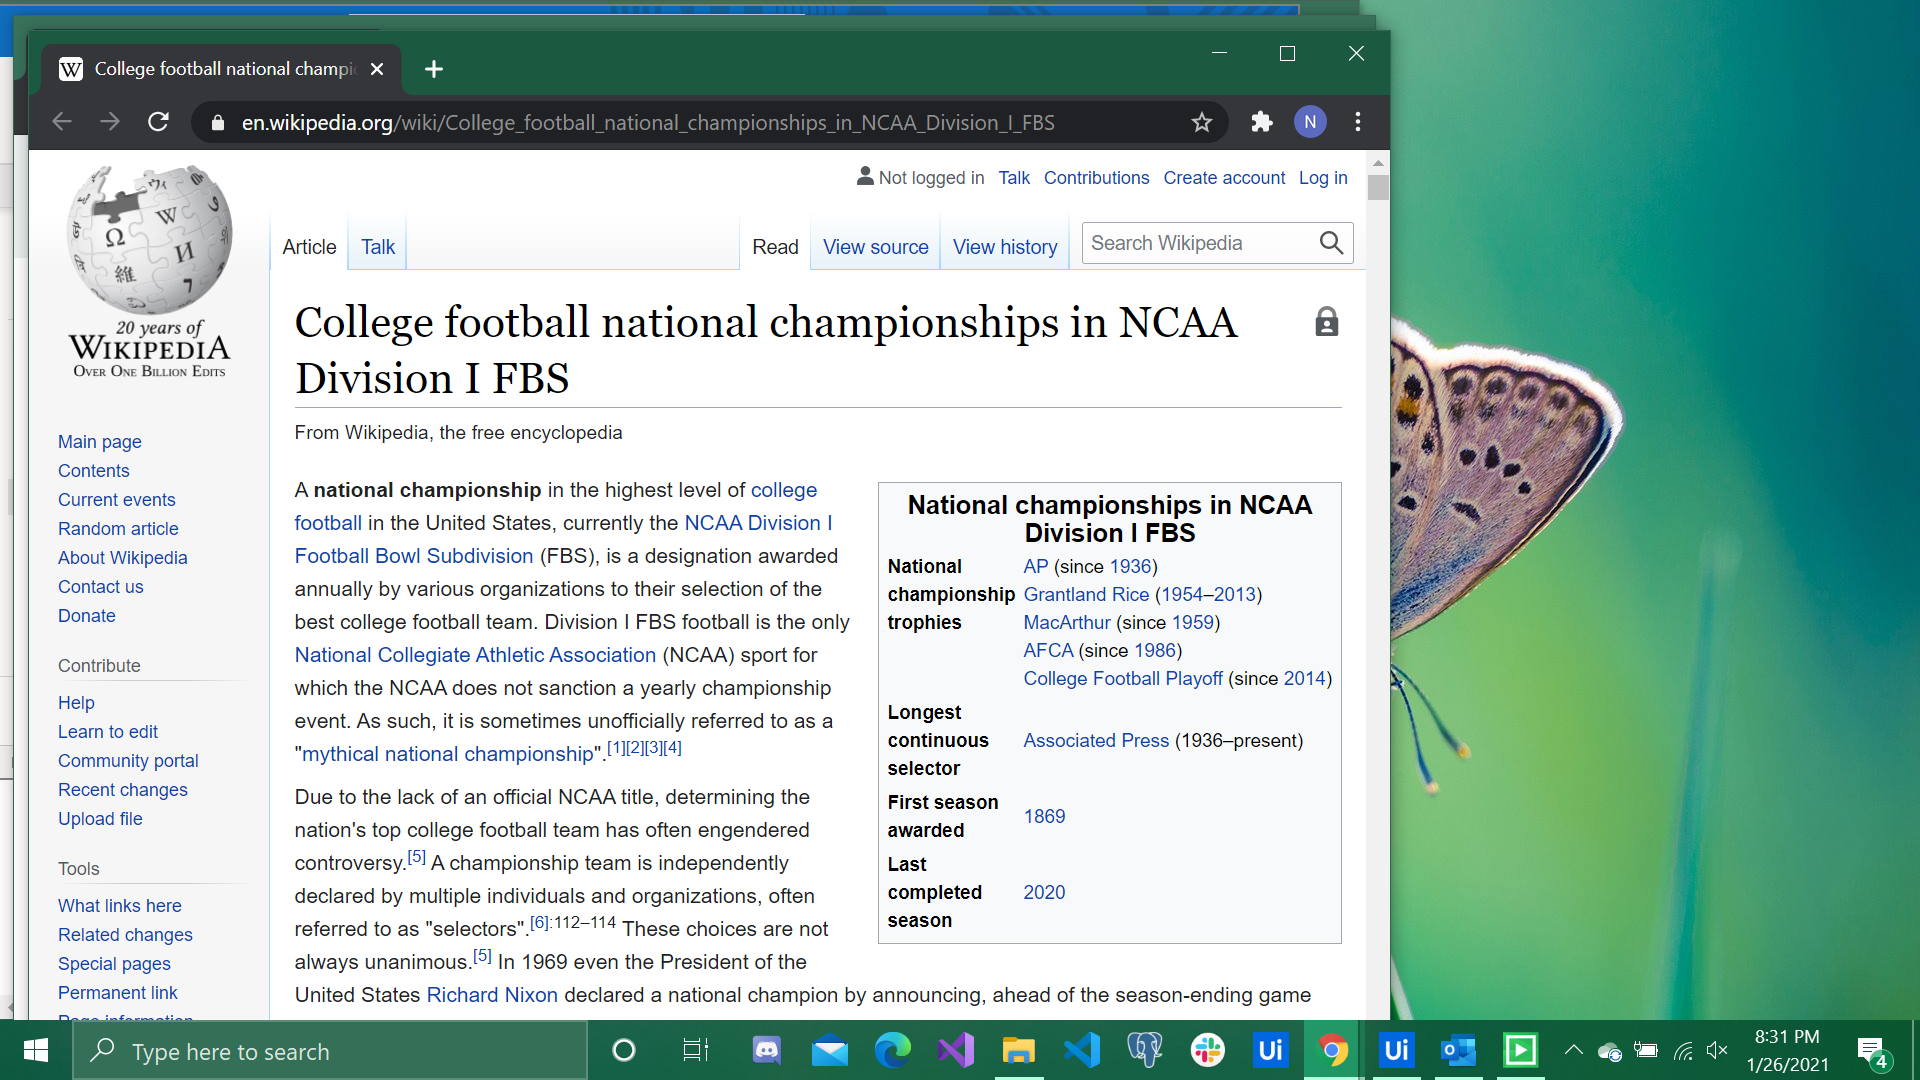 College football national champi
en.wikipedia.org/wiki/College_football_national_championships_in_NCAA_Division_I_FBS
N
Not logged in Talk Contributions Create account Log in
Article Talk Read View source View history Search Wikipedia
20 years of
WIKIPEDIA
OVER ONE BILLION EDITS
Main page
Contents
Current events
Random article
About Wikipedia
Contact us
Donate
Contribute
Help
Learn to edit
Community portal
Recent changes
Upload file
Tools
What links here
Related changes
Special pages
Permanent link
Page information
College football national championships in NCAA
Division I FBS
From Wikipedia, the free encyclopedia
A national championship in the highest level of college
football in the United States, currently the NCAA Division I
Football Bowl Subdivision (FBS), is a designation awarded
annually by various organizations to their selection of the
best college football team. Division I FBS football is the only
National Collegiate Athletic Association (NCAA) sport for
which the NCAA does not sanction a yearly championship
event. As such, it is sometimes unofficially referred to as a
"mythical national championship".[1][2][3][4]
Due to the lack of an official NCAA title, determining the
nation's top college football team has often engendered
controversy.[5] A championship team is independently
declared by multiple individuals and organizations, often
referred to as "selectors".[6]:112–114 These choices are not
always unanimous.[5] In 1969 even the President of the
United States Richard Nixon declared a national champion by announcing, ahead of the season-ending game
National championships in NCAA
Division I FBS
National championship trophies
AP (since 1936)
Grantland Rice (1954–2013)
MacArthur (since 1959)
AFCA (since 1986)
College Football Playoff (since 2014)
Longest continuous selector
Associated Press (1936–present)
First season awarded
1869
Last completed season
2020
Type here to search
Ui
Ui
8:31 PM
1/26/2021
4